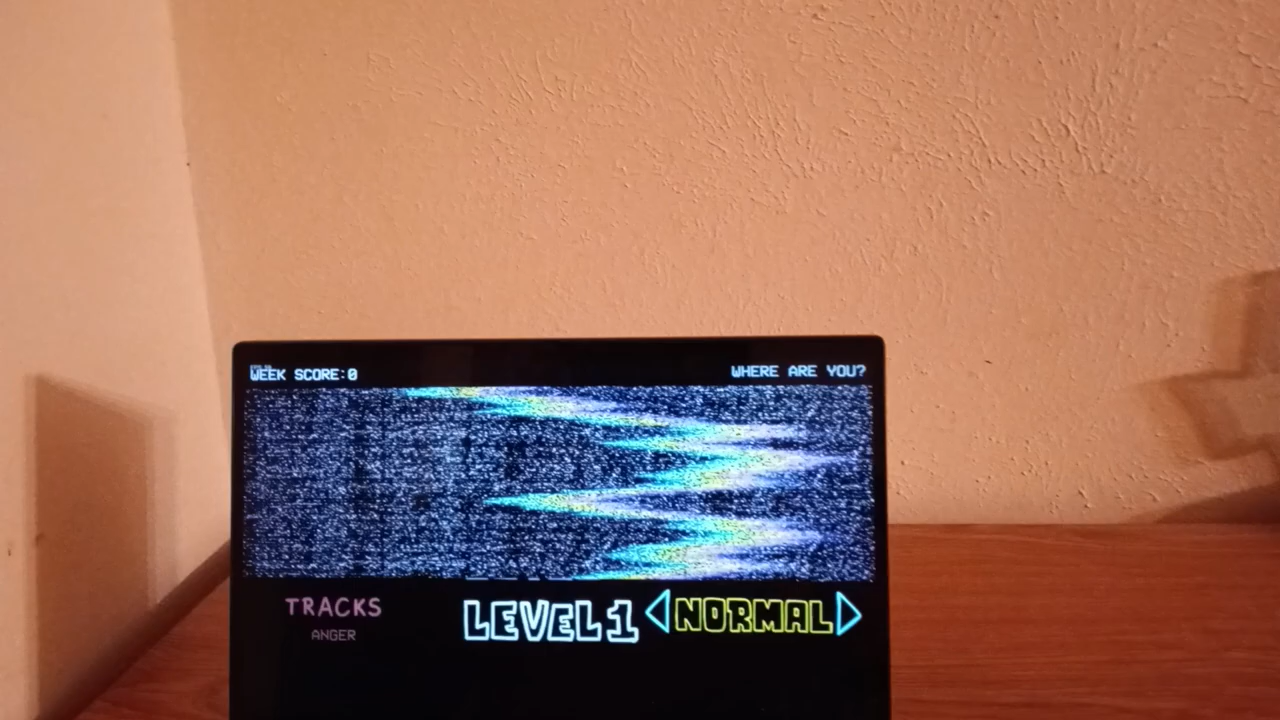 WEEK SCORE:0
WHERE ARE YOU?
TRACKS
ANGER
LEVEL 1
NORMAL